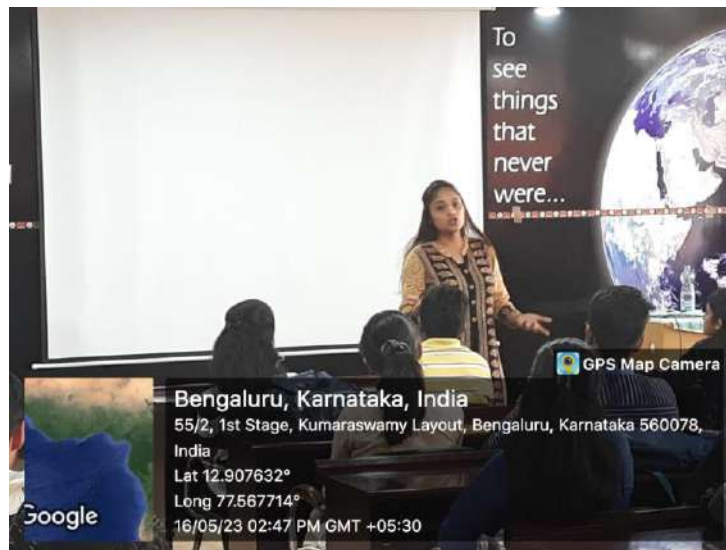 To
see
things
that
never
were...
GPS Map Camera
Bengaluru, Karnataka, India
55/2, 1st Stage, Kumaraswamy Layout, Bengaluru, Karnataka 560078,
India
Lat 12.907632°
Long 77.567714°
16/05/23 02:47 PM GMT +05:30
Google